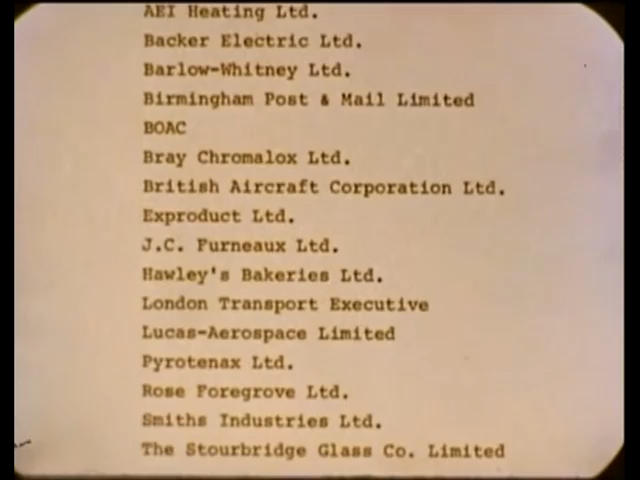 AEI Heating Ltd.
Backer Electric Ltd.
Barlow-Whitney Ltd.
Birmingham Post & Mail Limited
BOAC
Bray Chromalox Ltd.
British Aircraft Corporation Ltd.
Exproduct Ltd.
J.C. Furneaux Ltd.
Hawley's Bakeries Ltd.
London Transport Executive
Lucas-Aerospace Limited
Pyrotenax Ltd.
Rose Foregrove Ltd.
Smiths Industries Ltd.
The Stourbridge Glass Co. Limited